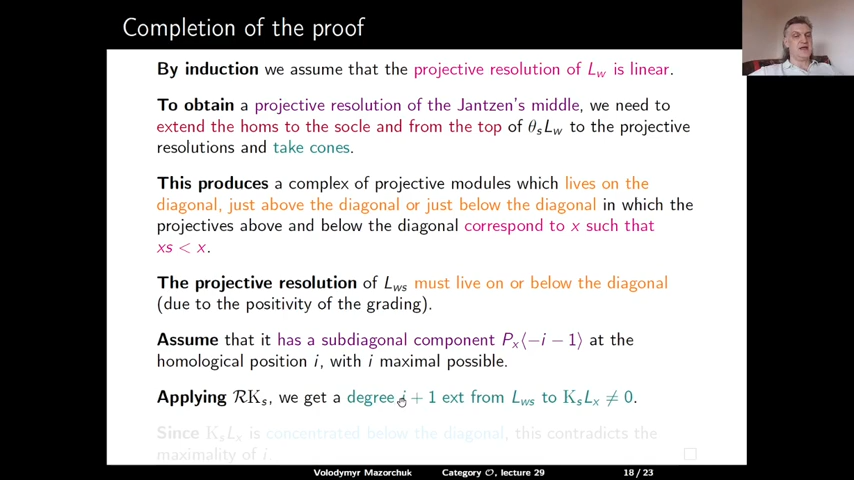 Completion of the proof
By induction we assume that the projective resolution of L_w is linear.
To obtain a projective resolution of the Jantzen's middle, we need to
extend the homs to the socle and from the top of θ_s L_w to the projective
resolutions and take cones.
This produces a complex of projective modules which lives on the
diagonal, just above the diagonal or just below the diagonal in which the
projectives above and below the diagonal correspond to x such that
xs < x.
The projective resolution of L_ws must live on or below the diagonal
(due to the positivity of the grading).
Assume that it has a subdiagonal component P_x⟨−i − 1⟩ at the
homological position i, with i maximal possible.
Applying RK_s, we get a degree i + 1 ext from L_ws to K_s L_x ≠ 0.
Since K_s L_x is concentrated below the diagonal, this contradicts the
maximality of i.
Volodymyr Mazorchuk Category O, lecture 29 18 / 23